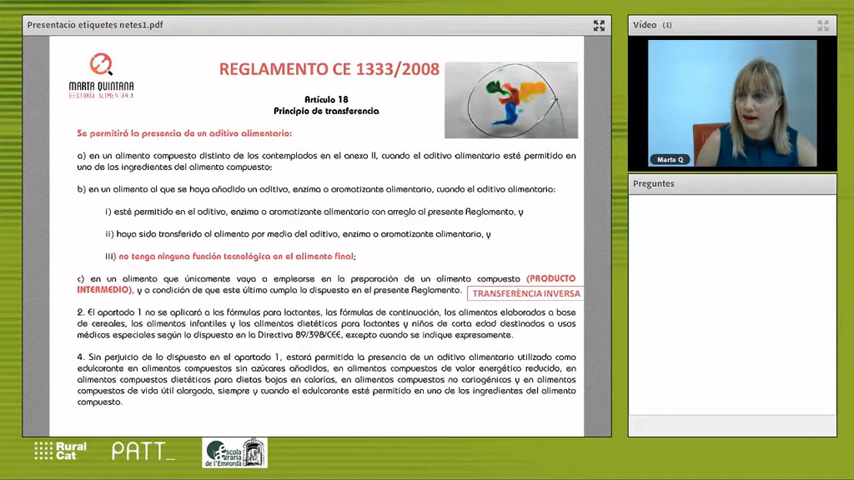 Presentacio etiquetes netes1.pdf
MARTA QUINTANA
GESTORIA ALIMENTÀRIA
REGLAMENTO CE 1333/2008
Artículo 18
Principio de transferencia
Se permitirá la presencia de un aditivo alimentario:
a) en un alimento compuesto distinto de los contemplados en el anexo II, cuando el aditivo alimentario esté permitido en
uno de los ingredientes del alimento compuesto;
b) en un alimento al que se haya añadido un aditivo, enzima o aromatizante alimentario, cuando el aditivo alimentario:
i) esté permitido en el aditivo, enzima o aromatizante alimentario con arreglo al presente Reglamento, y
ii) haya sido transferido al alimento por medio del aditivo, enzima o aromatizante alimentario, y
iii) no tenga ninguna función tecnológica en el alimento final;
c) en un alimento que únicamente vaya a emplearse en la preparación de un alimento compuesto (PRODUCTO
INTERMEDIO), y a condición de que este último cumpla lo dispuesto en el presente Reglamento.
TRANSFERÈNCIA INVERSA
2. El apartado 1 no se aplicará a las fórmulas para lactantes, las fórmulas de continuación, los alimentos elaborados a base
de cereales, los alimentos infantiles y los alimentos dietéticos para lactantes y niños de corta edad destinados a usos
médicos especiales según lo dispuesto en la Directiva 89/398/CEE, excepto cuando se indique expresamente.
4. Sin perjuicio de lo dispuesto en el apartado 1, estará permitida la presencia de un aditivo alimentario utilizado como
edulcorante en alimentos compuestos sin azúcares añadidos, en alimentos compuestos de valor energético reducido, en
alimentos compuestos dietéticos para dietas bajas en calorías, en alimentos compuestos no cariogénicos y en alimentos
compuestos de vida útil alargada, siempre y cuando el edulcorante esté permitido en uno de los ingredientes del alimento
compuesto.
Vídeo (1)
Marta Q
Preguntes
Rural
Cat
PATT_
escola
agrària
de l'Empordà